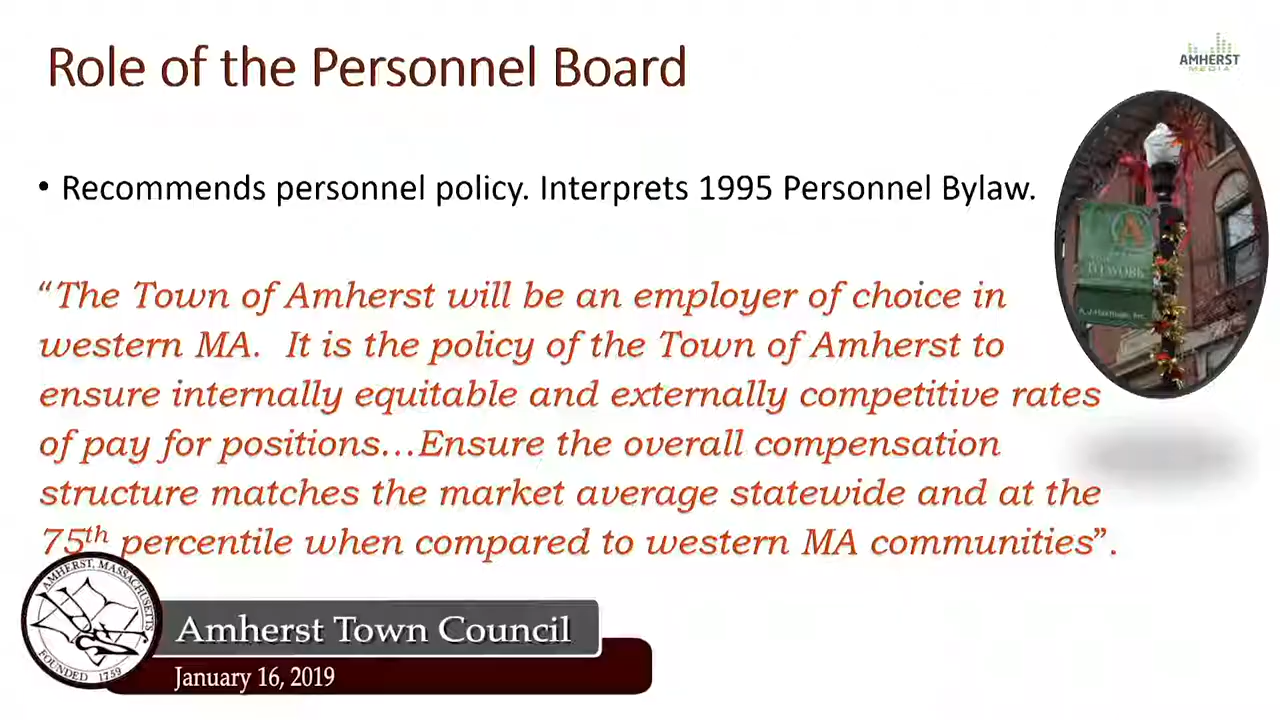 Role of the Personnel Board
AMHERST
MEDIA
• Recommends personnel policy. Interprets 1995 Personnel Bylaw.
“The Town of Amherst will be an employer of choice in
western MA.  It is the policy of the Town of Amherst to
ensure internally equitable and externally competitive rates
of pay for positions...Ensure the overall compensation
structure matches the market average statewide and at the
75th percentile when compared to western MA communities”.
AMHERST, MASSACHUSETTS
FOUNDED 1759
Amherst Town Council
January 16, 2019